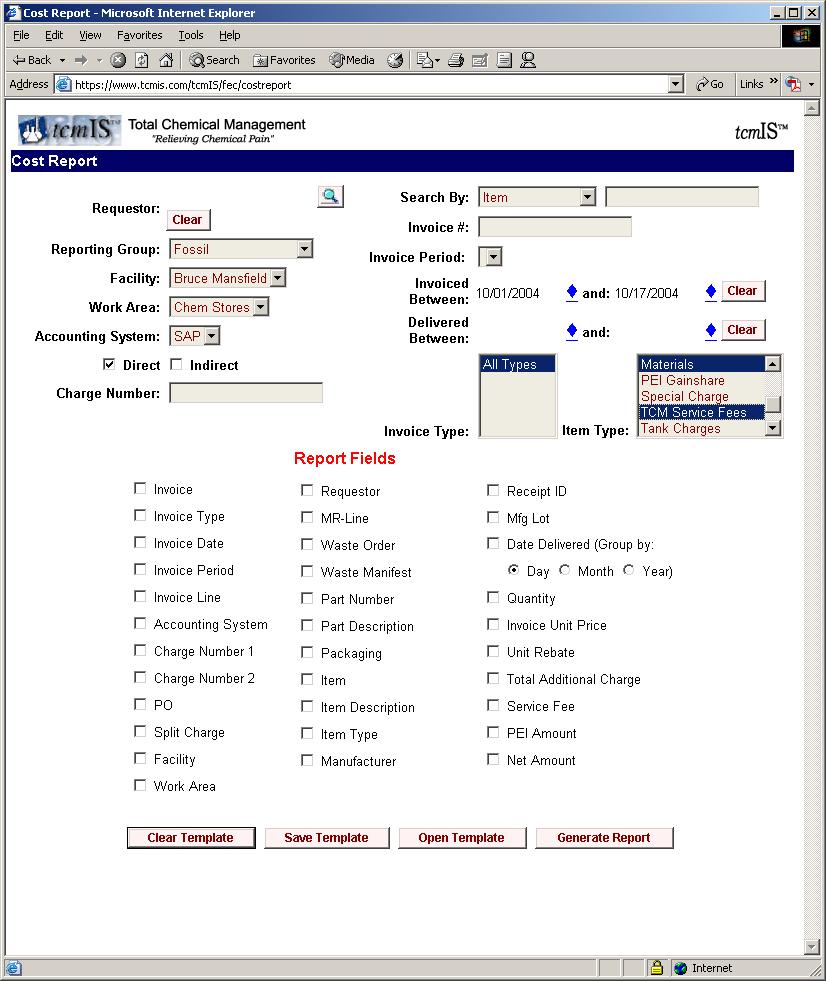 Cost Report - Microsoft Internet Explorer
File Edit View Favorites Tools Help
Back Search Favorites Media
Address https://www.tcmis.com/tcmIS/fec/costreport Go Links »
tcmIS™ Total Chemical Management
"Relieving Chemical Pain"
tcmIS™
Cost Report
Requestor:
Clear
Reporting Group: Fossil
Facility: Bruce Mansfield
Work Area: Chem Stores
Accounting System: SAP
Direct Indirect
Charge Number:
Search By: Item
Invoice #:
Invoice Period:
Invoiced
Between: 10/01/2004 and: 10/17/2004 Clear
Delivered
Between: and: Clear
Invoice Type: All Types
Item Type: Materials
PEI Gainshare
Special Charge
TCM Service Fees
Tank Charges
Report Fields
Invoice
Invoice Type
Invoice Date
Invoice Period
Invoice Line
Accounting System
Charge Number 1
Charge Number 2
PO
Split Charge
Facility
Work Area
Requestor
MR-Line
Waste Order
Waste Manifest
Part Number
Part Description
Packaging
Item
Item Description
Item Type
Manufacturer
Receipt ID
Mfg Lot
Date Delivered (Group by:
Day Month Year)
Quantity
Invoice Unit Price
Unit Rebate
Total Additional Charge
Service Fee
PEI Amount
Net Amount
Clear Template Save Template Open Template Generate Report
Internet